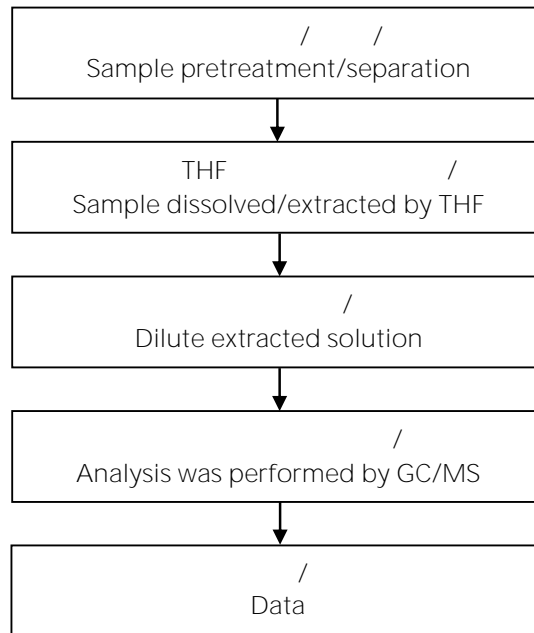 / /
Sample pretreatment/separation
THF /
Sample dissolved/extracted by THF
/
Dilute extracted solution
/
Analysis was performed by GC/MS
/
Data